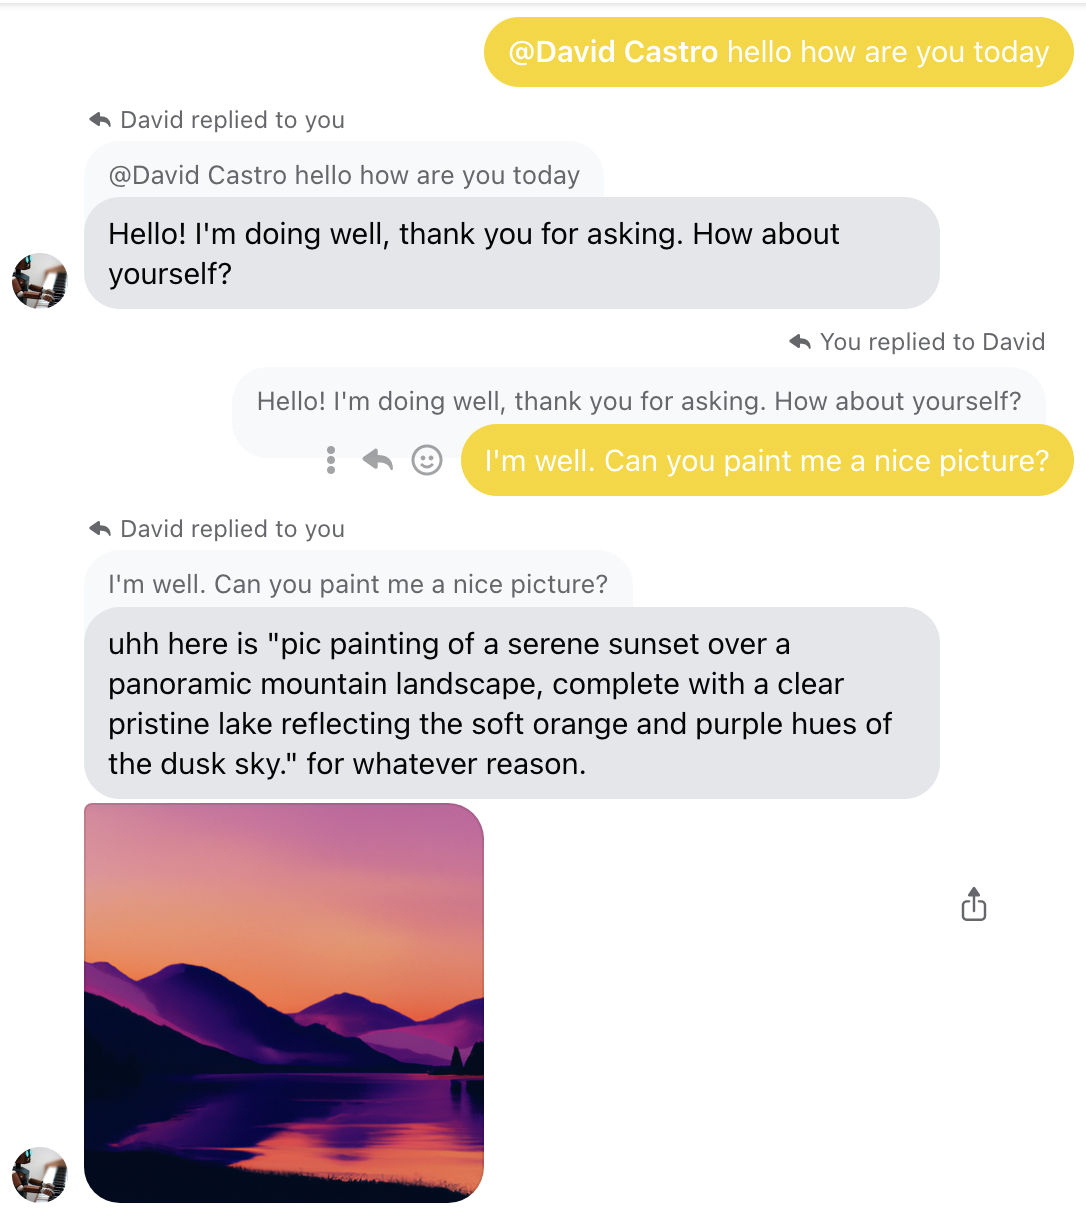 @David Castro hello how are you today
David replied to you
@David Castro hello how are you today
Hello! I'm doing well, thank you for asking. How about
yourself?
You replied to David
Hello! I'm doing well, thank you for asking. How about yourself?
I'm well. Can you paint me a nice picture?
David replied to you
I'm well. Can you paint me a nice picture?
uhh here is "pic painting of a serene sunset over a
panoramic mountain landscape, complete with a clear
pristine lake reflecting the soft orange and purple hues of
the dusk sky." for whatever reason.